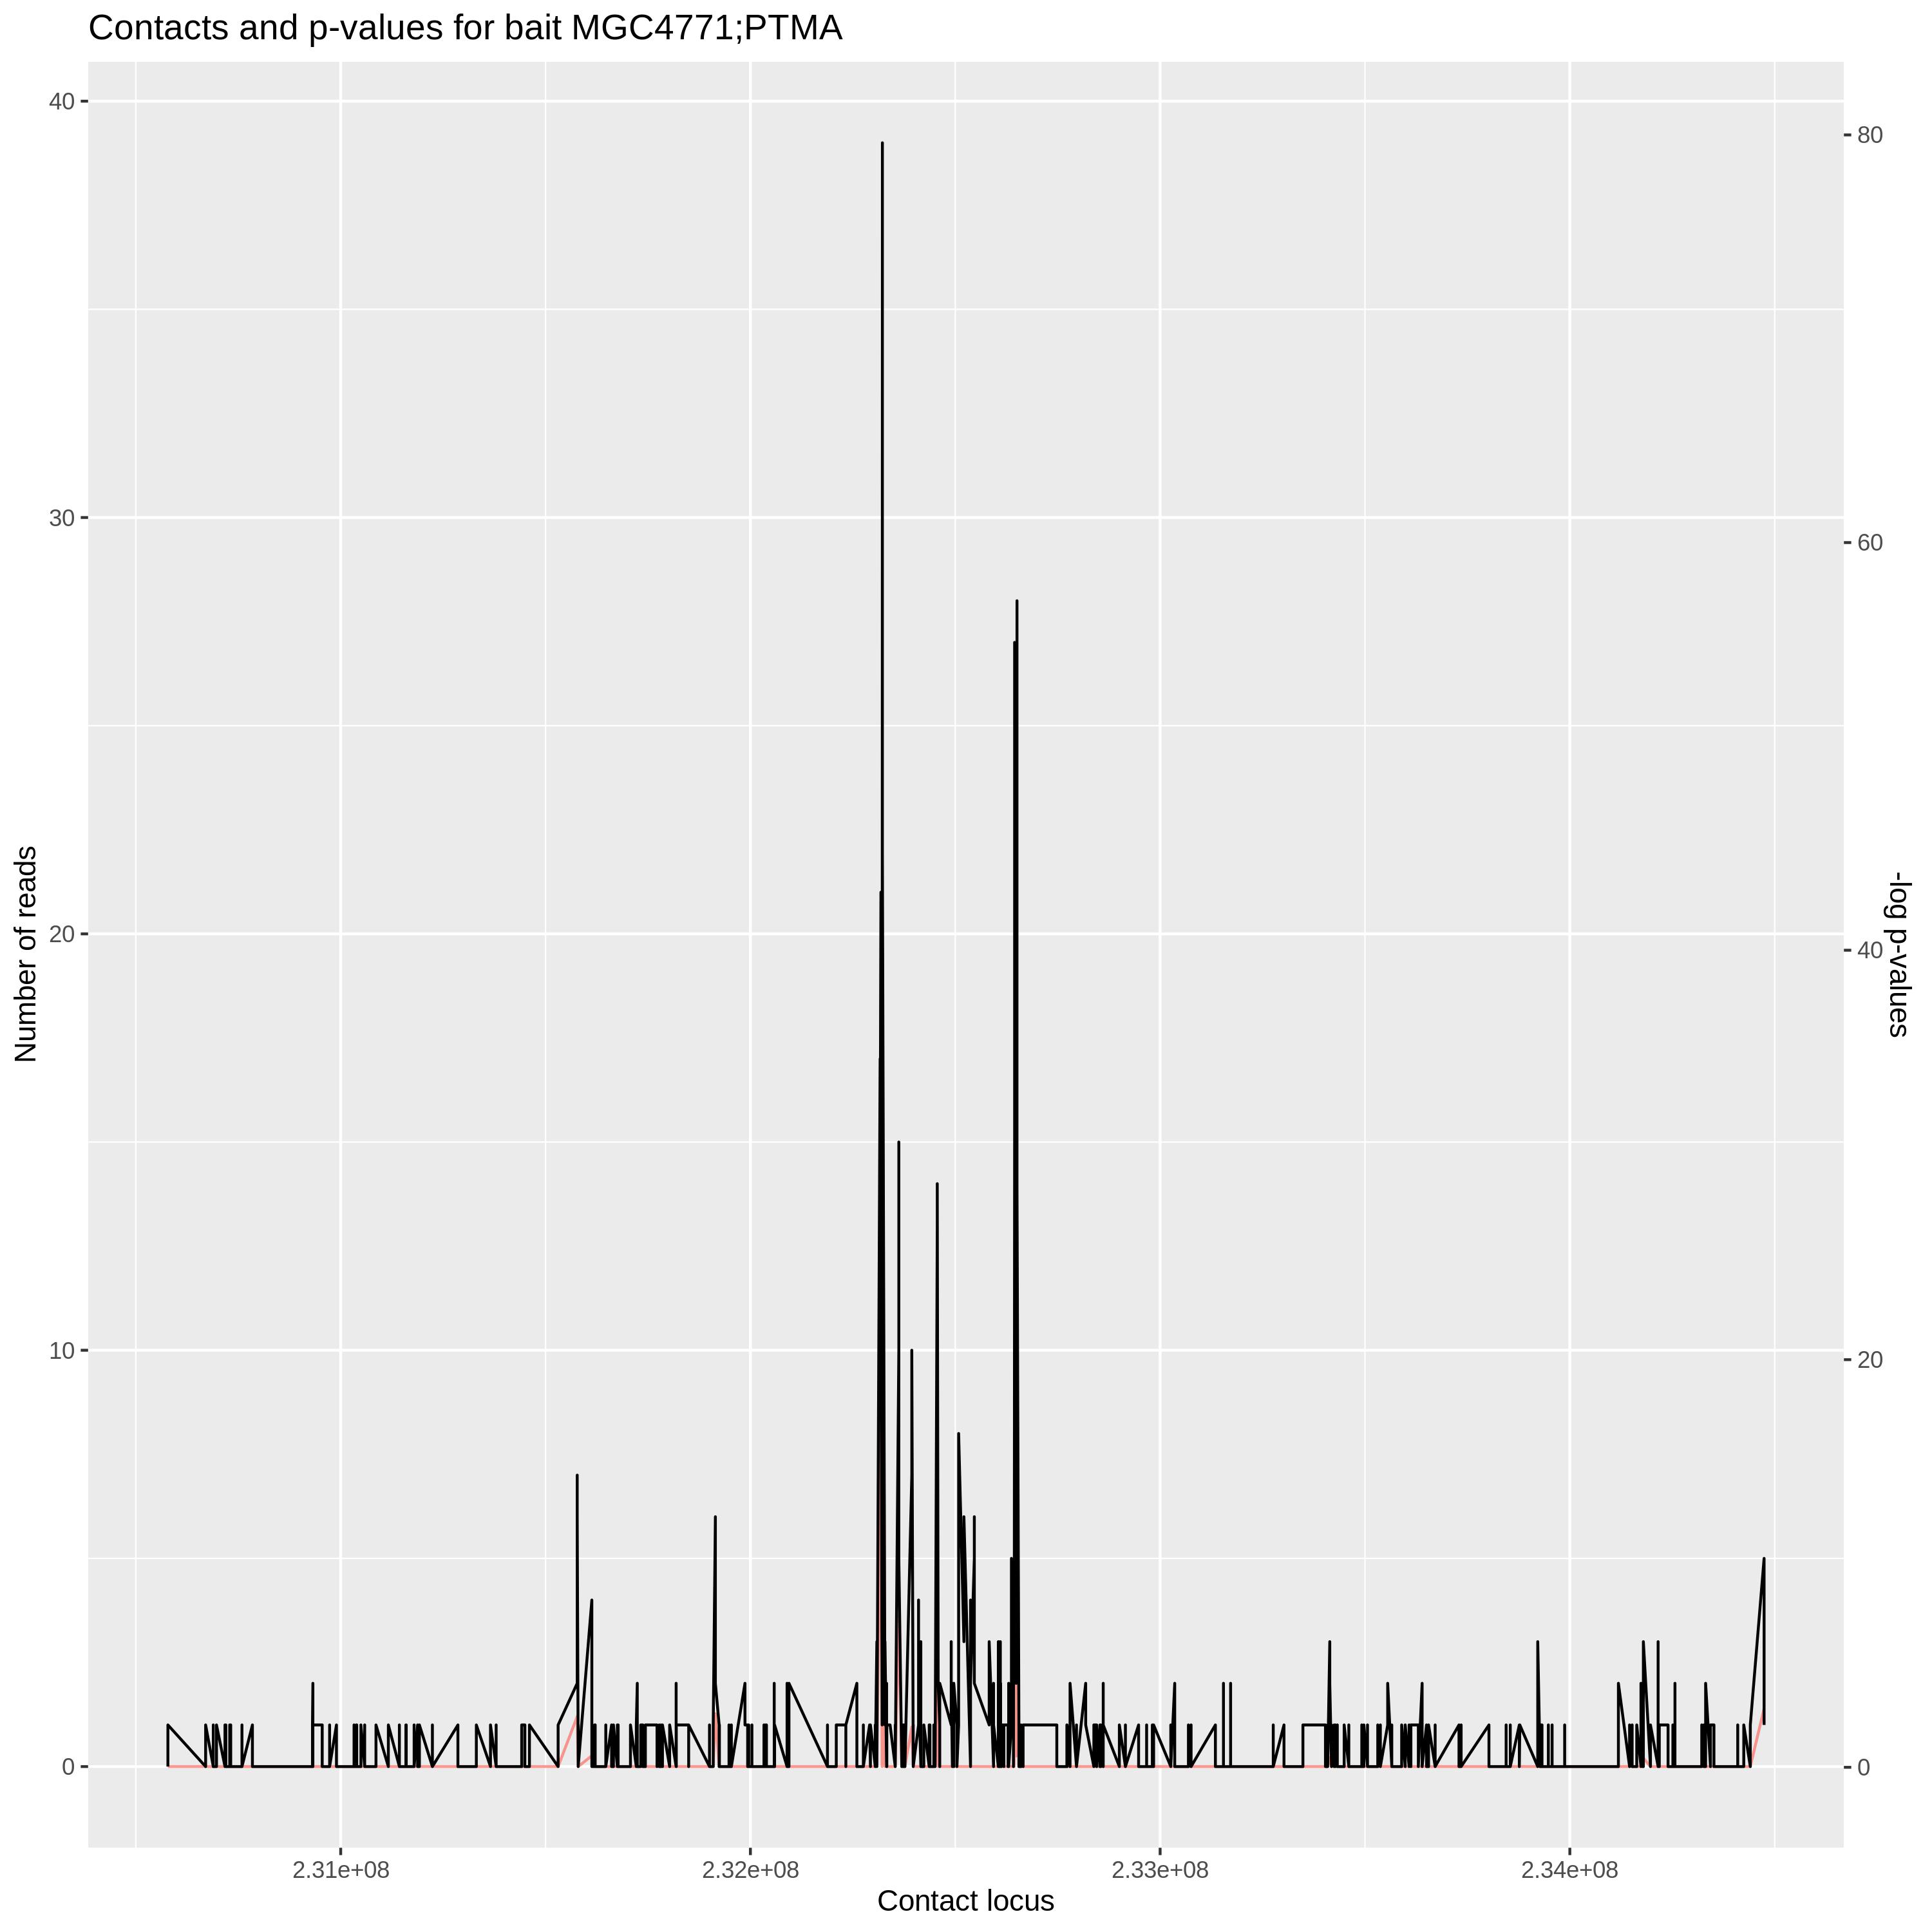 Contacts and p-values for bait MGC4771;PTMA
40
30
20
10
0
Number of reads
80
60
40
20
0
-log p-values
2.31e+08
2.32e+08
2.33e+08
2.34e+08
Contact locus